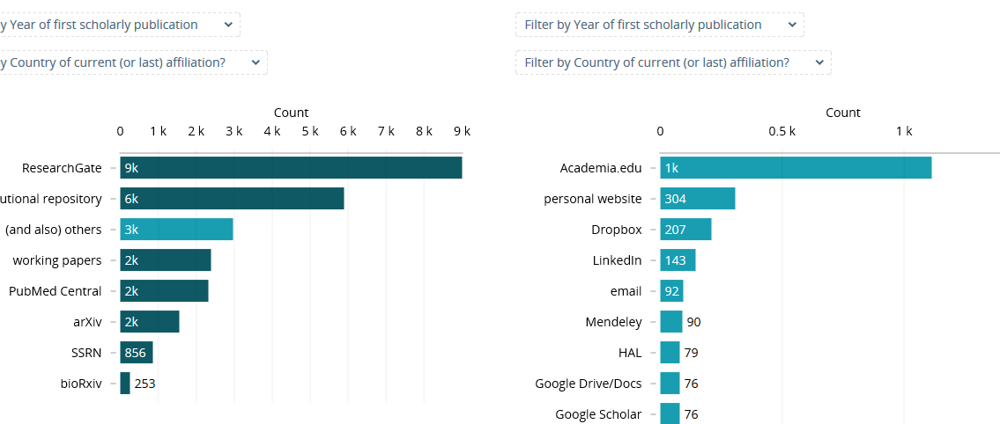 y Year of first scholarly publication
y Country of current (or last) affiliation?
Count
0 1 k 2 k 3 k 4 k 5 k 6 k 7 k 8 k 9 k
ResearchGate 9k
utional repository 6k
(and also) others 3k
working papers 2k
PubMed Central 2k
arXiv 2k
SSRN 856
bioRxiv 253
Filter by Year of first scholarly publication
Filter by Country of current (or last) affiliation?
Count
0 0.5 k 1 k
Academia.edu 1k
personal website 304
Dropbox 207
LinkedIn 143
email 92
Mendeley 90
HAL 79
Google Drive/Docs 76
Google Scholar 76